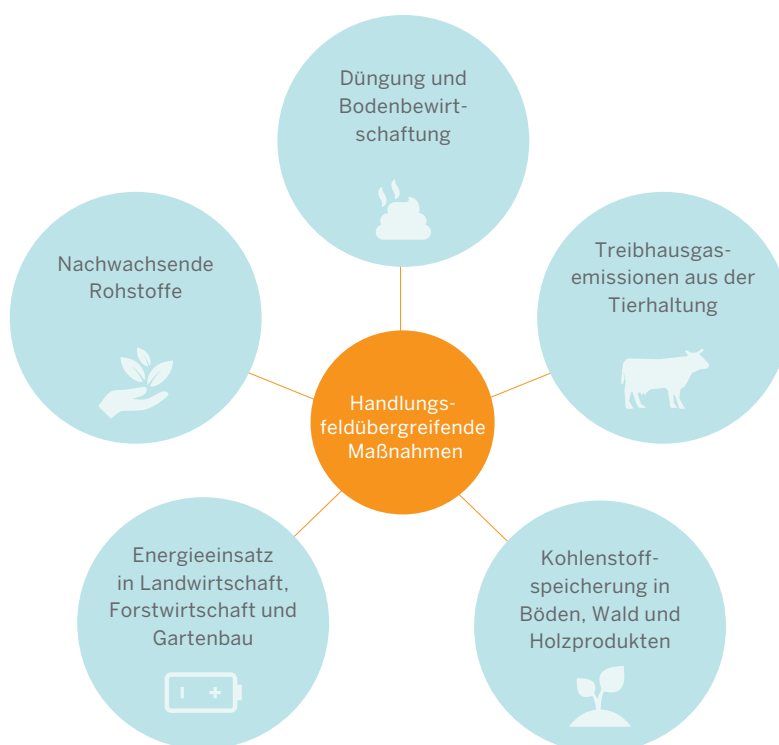 Düngung und
Bodenbewirt-
schaftung
Nachwachsende
Rohstoffe
Treibhausgas-
emissionen aus der
Tierhaltung
Handlungs-
feldübergreifende
Maßnahmen
Energieeinsatz
in Landwirtschaft,
Forstwirtschaft und
Gartenbau
Kohlenstoff-
speicherung in
Böden, Wald und
Holzprodukten